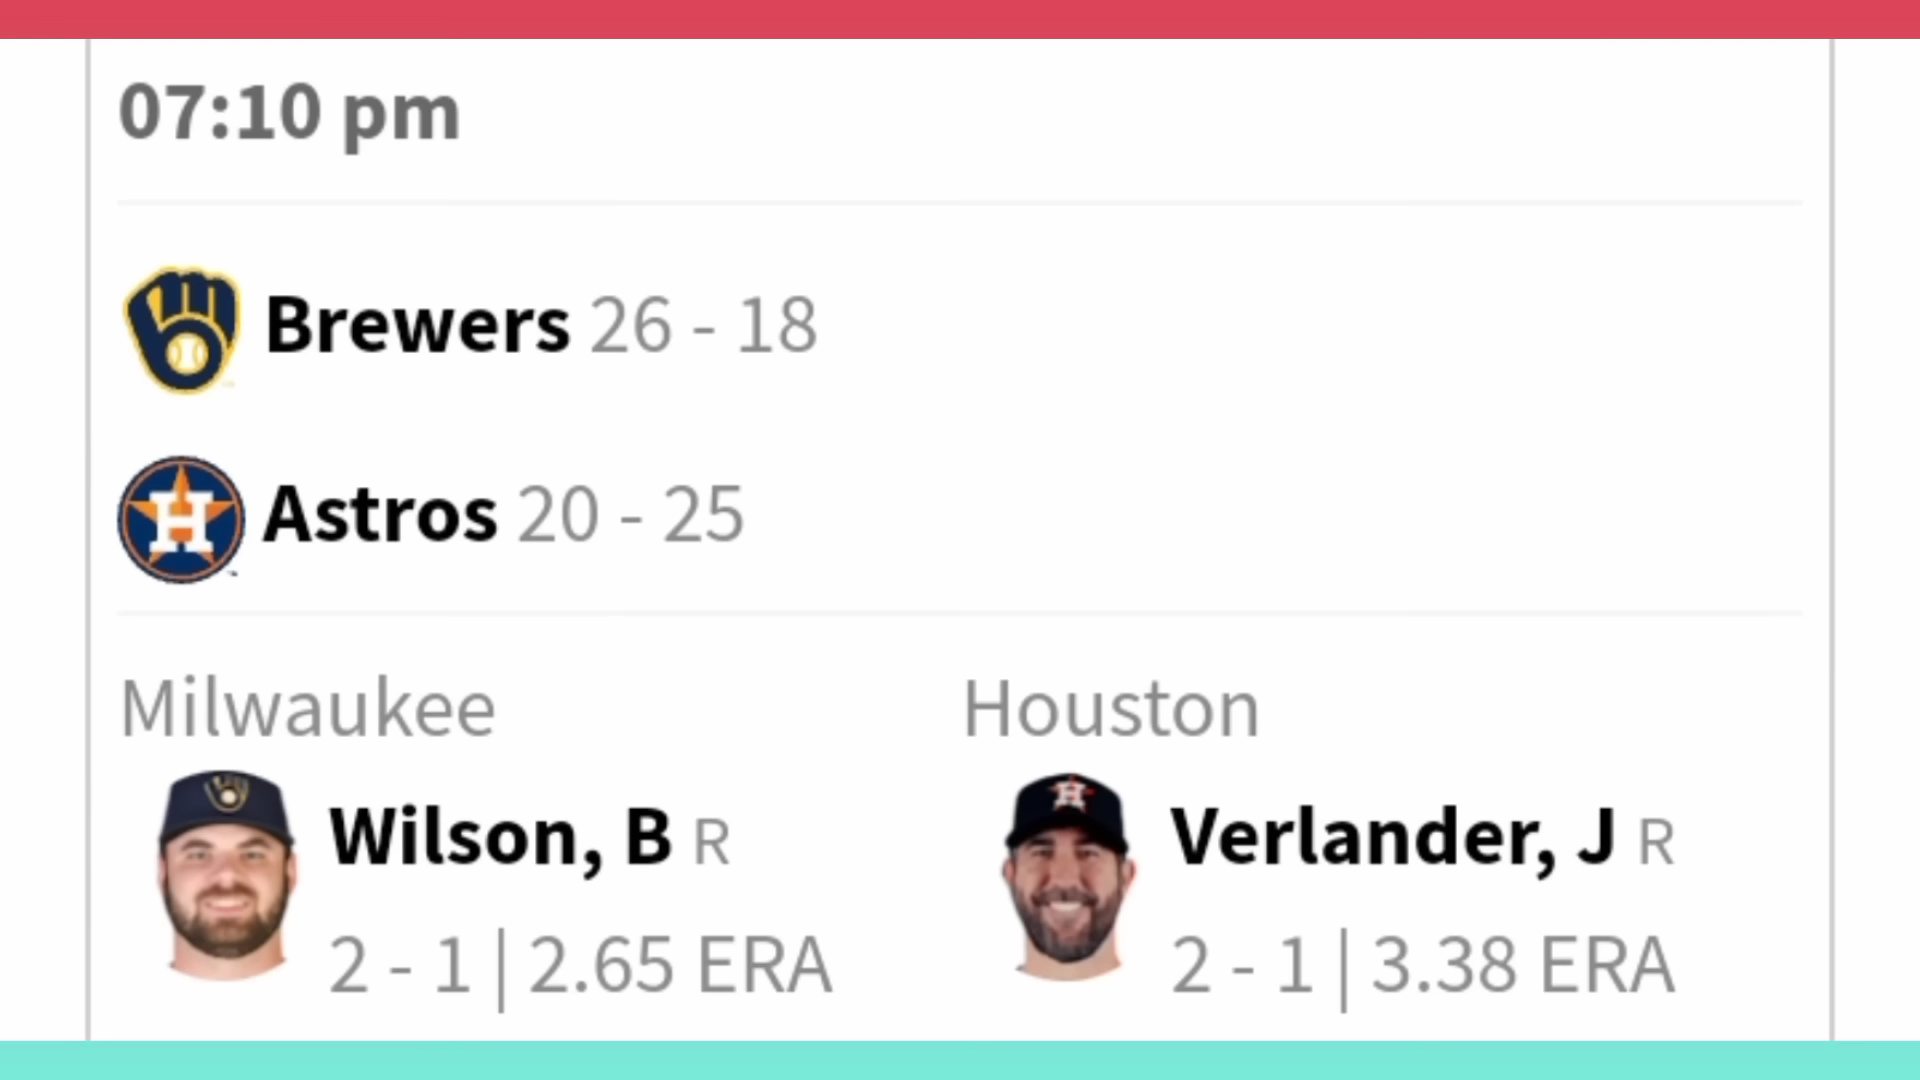 07:10 pm
Brewers 26 - 18
Astros 20 - 25
Milwaukee
Houston
Wilson, B R
2 - 1 | 2.65 ERA
Verlander, J R
2 - 1 | 3.38 ERA